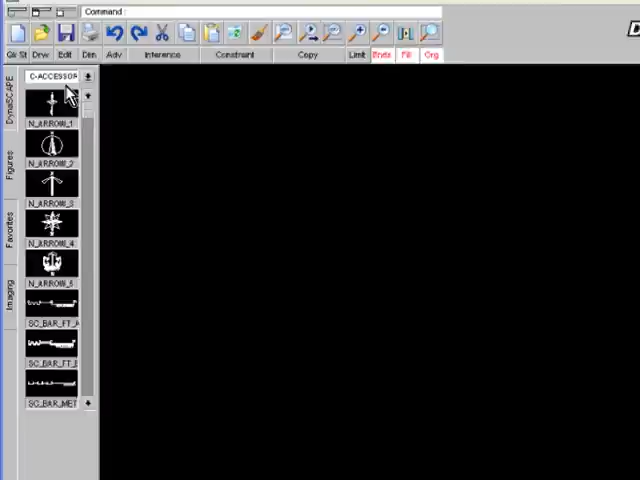 Command :
D
Qk St Drw Edit Dim Adv Inference Constraint Copy Limit Ends Fill Org
DynaSCAPE
Figures
Favorites
Imaging
C-ACCESSOR
N_ARROW_1
N_ARROW_2
N_ARROW_3
N_ARROW_4
N_ARROW_5
SC_BAR_FT_A
SC_BAR_FT_
SC_BAR_MET